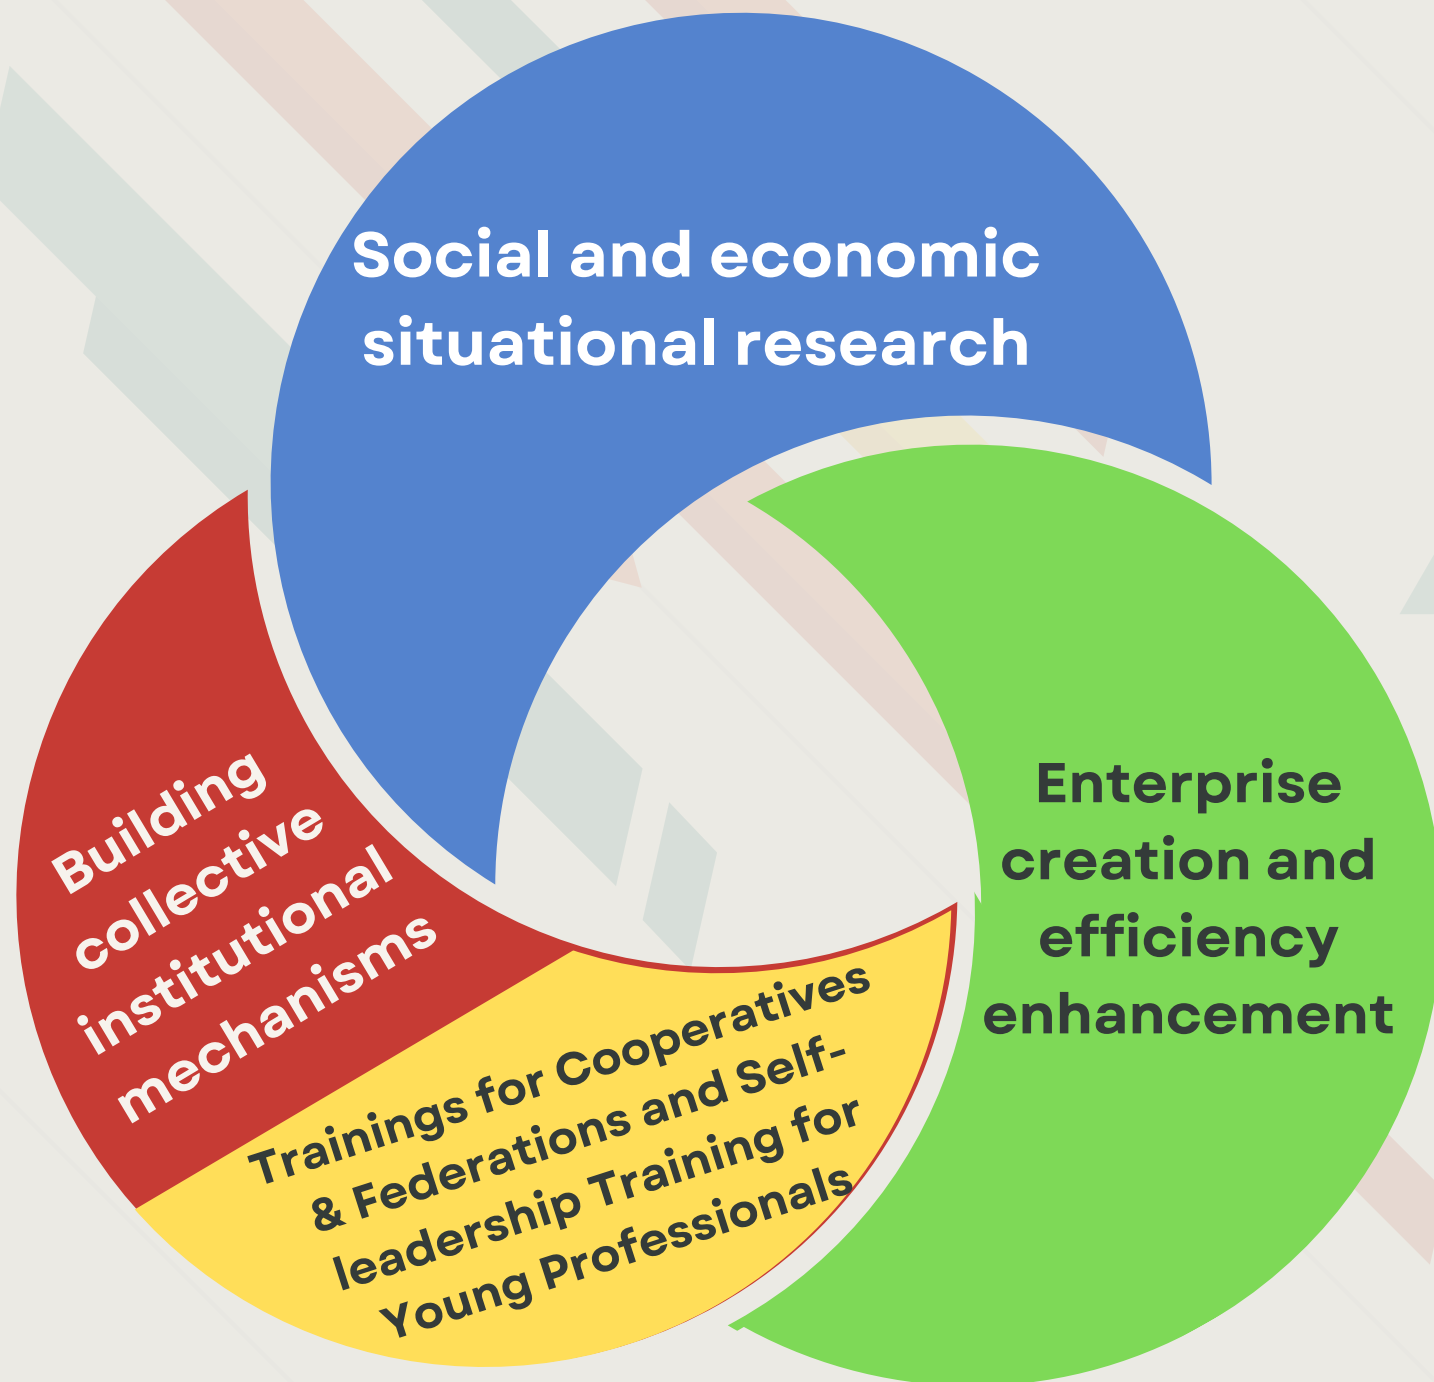 Social and economic
situational research
Building
collective
institutional
mechanisms
Enterprise
creation and
efficiency
enhancement
Trainings for Cooperatives
& Federations and Self-
leadership Training for
Young Professionals